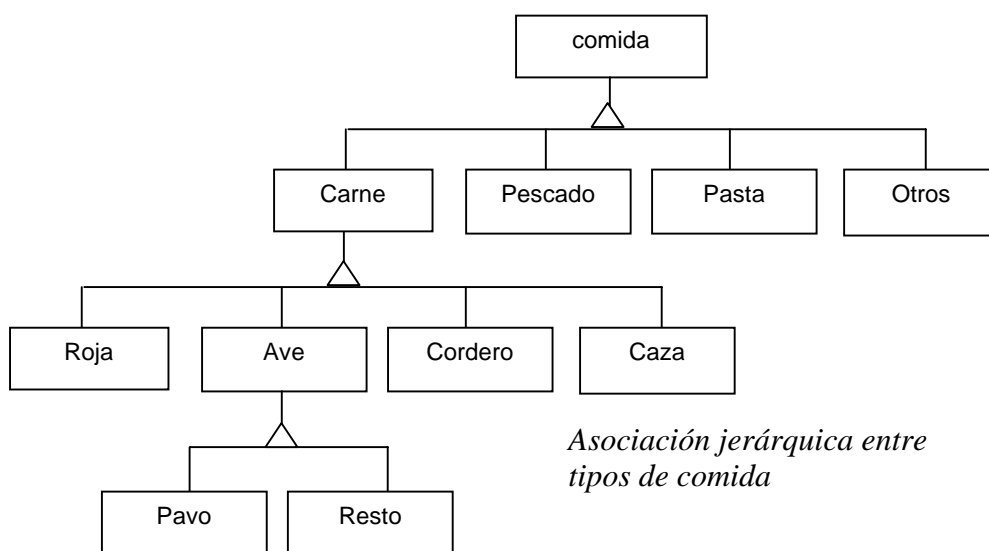 comida
Carne
Pescado
Pasta
Otros
Roja
Ave
Cordero
Caza
Asociación jerárquica entre
tipos de comida
Pavo
Resto